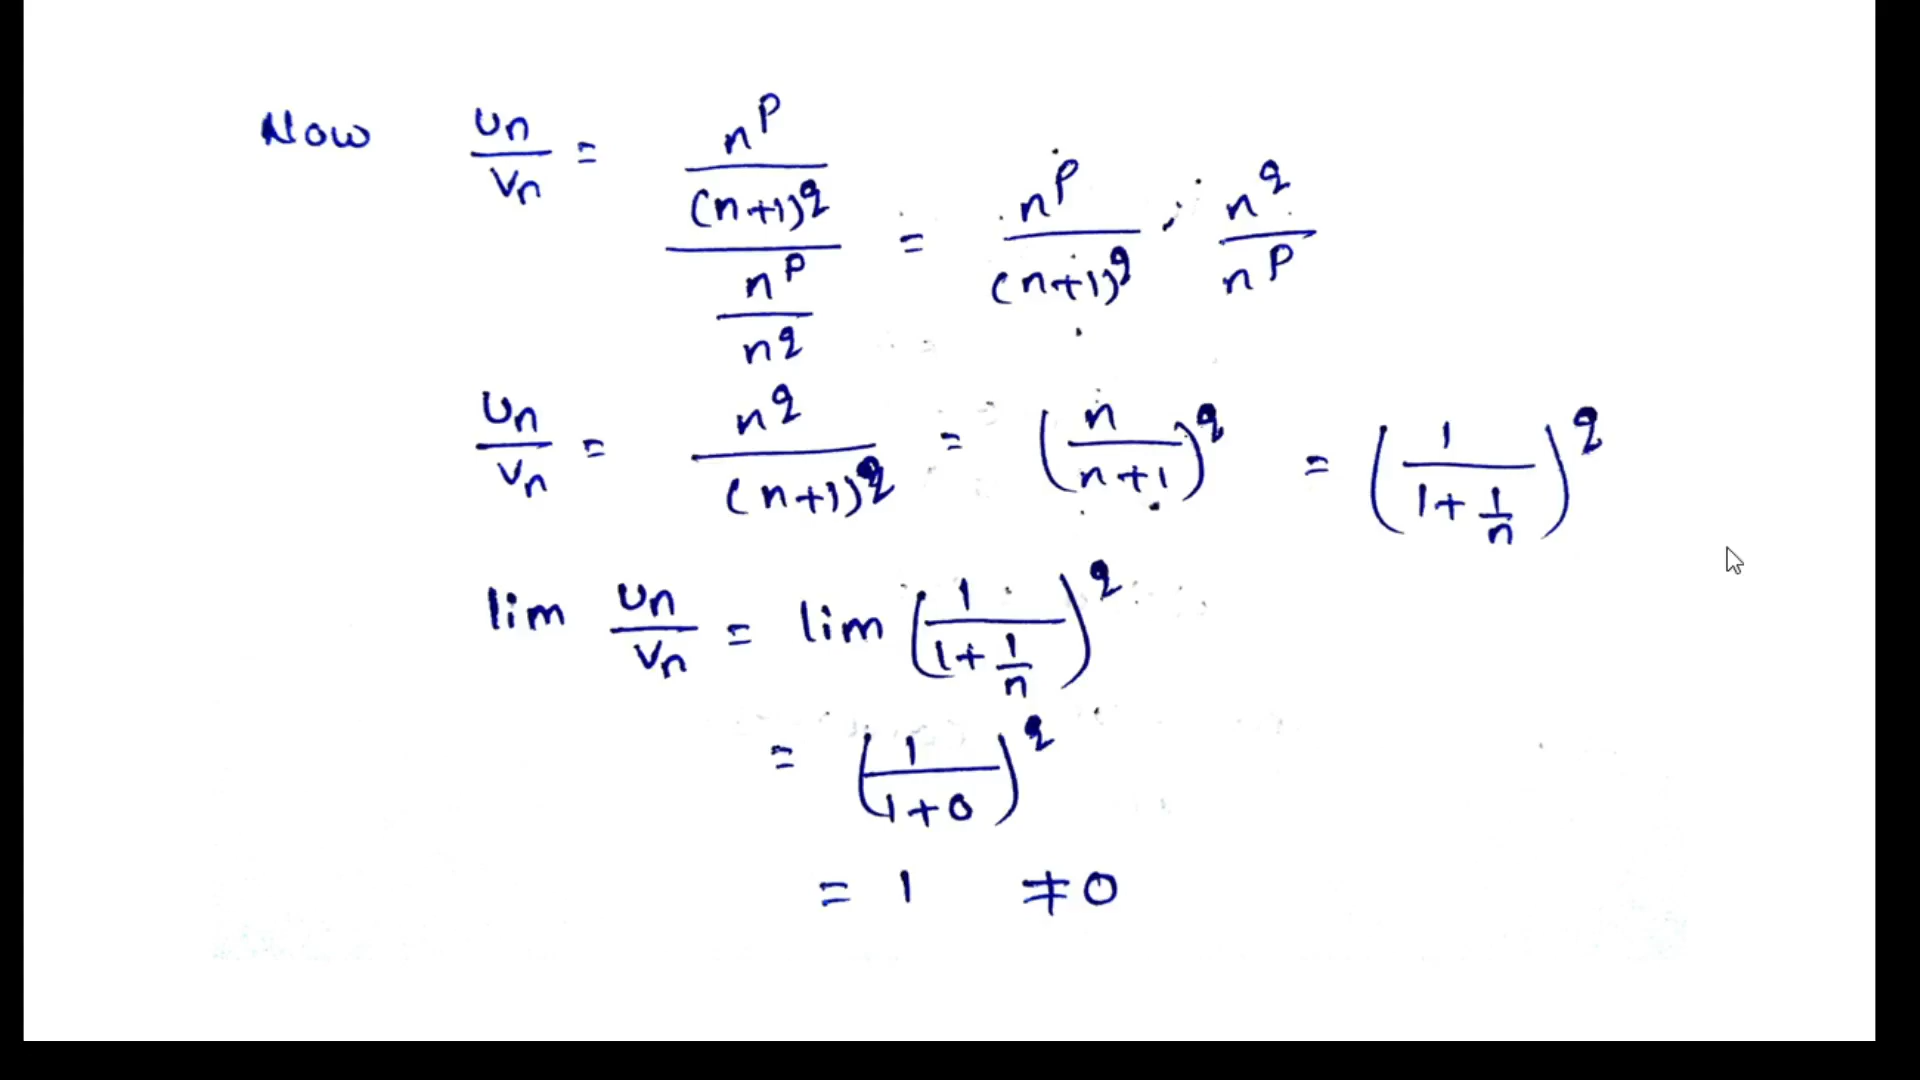 Now un/vn = (n^p/(n+1)^q)/(n^p/n^q) = n^p/(n+1)^q · n^q/n^p
un/vn = n^q/(n+1)^q = (n/(n+1))^q = (1/(1+1/n))^q
lim un/vn = lim (1/(1+1/n))^q
= (1/(1+0))^q
= 1 ≠0